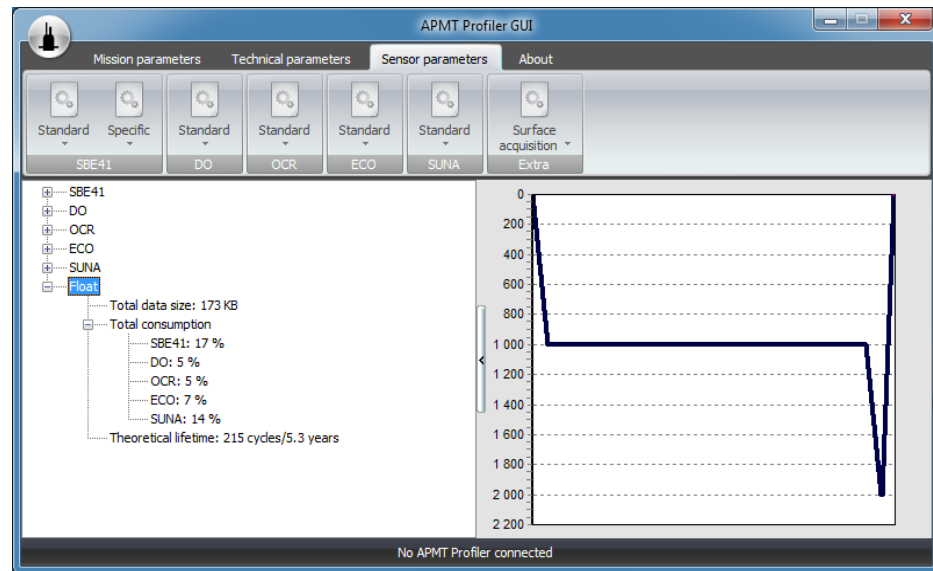 APMT Profiler GUI
Mission parameters Technical parameters Sensor parameters About
Standard Specific Standard Standard Standard Standard Surface acquisition
SBE41 DO OCR ECO SUNA Extra
SBE41
DO
OCR
ECO
SUNA
Float
Total data size: 173 KB
Total consumption
SBE41: 17 %
DO: 5 %
OCR: 5 %
ECO: 7 %
SUNA: 14 %
Theoretical lifetime: 215 cycles/5.3 years
0
200
400
600
800
1 000
1 200
1 400
1 600
1 800
2 000
2 200
No APMT Profiler connected